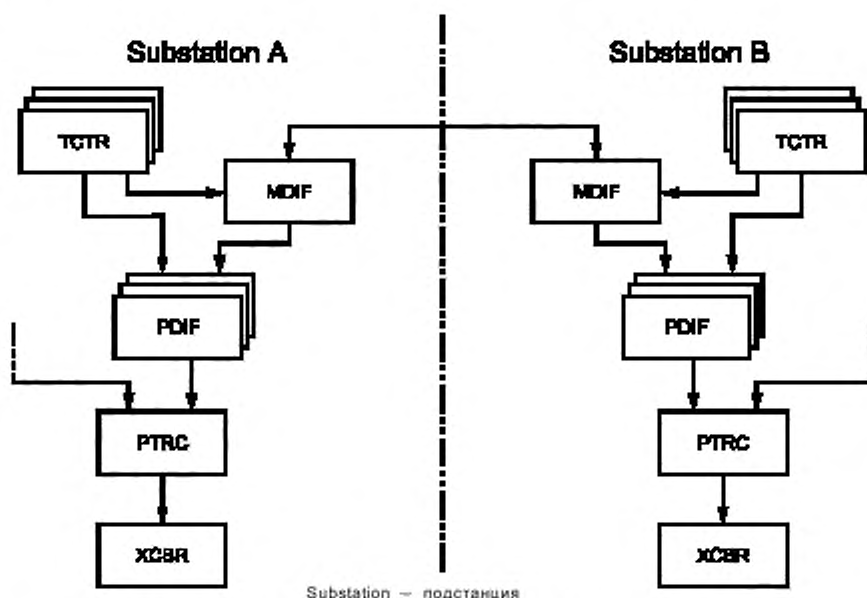 Substation A
Substation B
TCTR
TCTR
MDIF
MDIF
PDIF
PDIF
PTRC
PTRC
XCBR
XCBR
Substation — подстанция